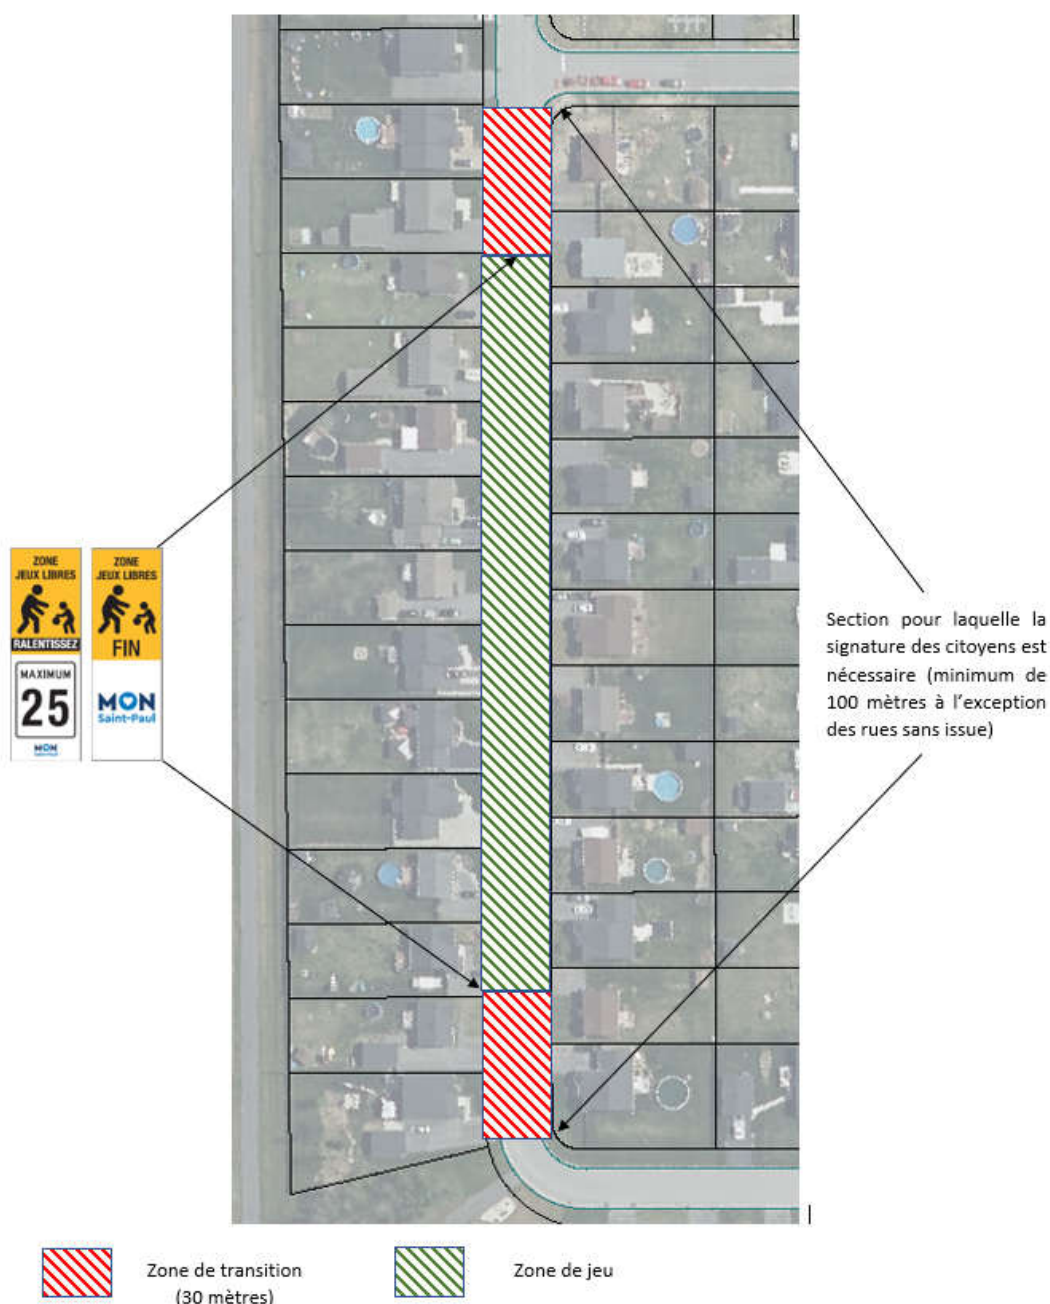 ZONE
JEUX LIBRES
RALENTISSEZ
MAXIMUM
25
MON
Saint-Paul
ZONE
JEUX LIBRES
FIN
MON
Saint-Paul
Section pour laquelle la
signature des citoyens est
nécessaire (minimum de
100 mètres à l'exception
des rues sans issue)
Zone de transition
(30 mètres)
Zone de jeu